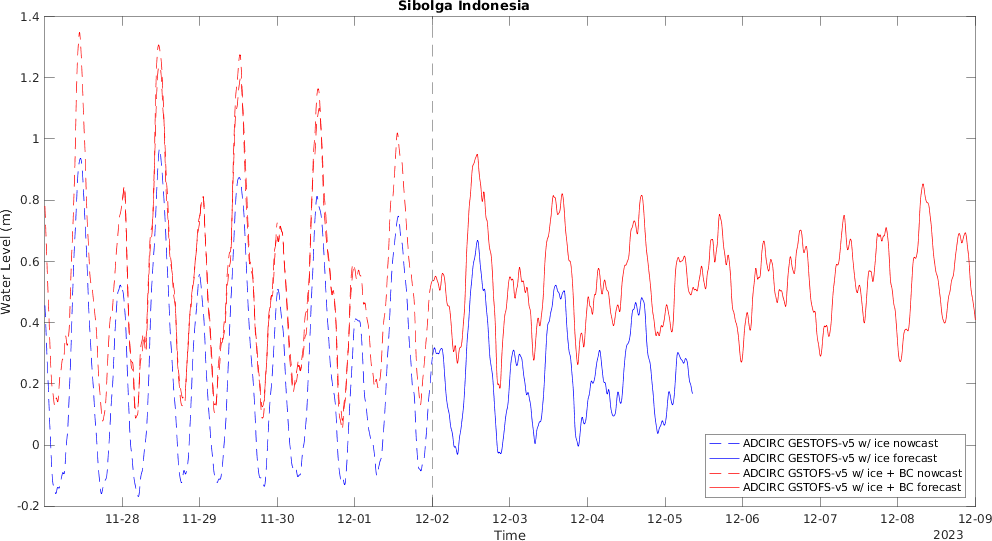 Sibolga Indonesia
1.4
1.2
1
0.8
0.6
0.4
0.2
0
-0.2
Water Level (m)
11-28 11-29 11-30 12-01 12-02 12-03 12-04 12-05 12-06 12-07 12-08 12-09
Time
2023
ADCIRC GESTOFS-v5 w/ ice nowcast
ADCIRC GESTOFS-v5 w/ ice forecast
ADCIRC GSTOFS-v5 w/ ice + BC nowcast
ADCIRC GSTOFS-v5 w/ ice + BC forecast